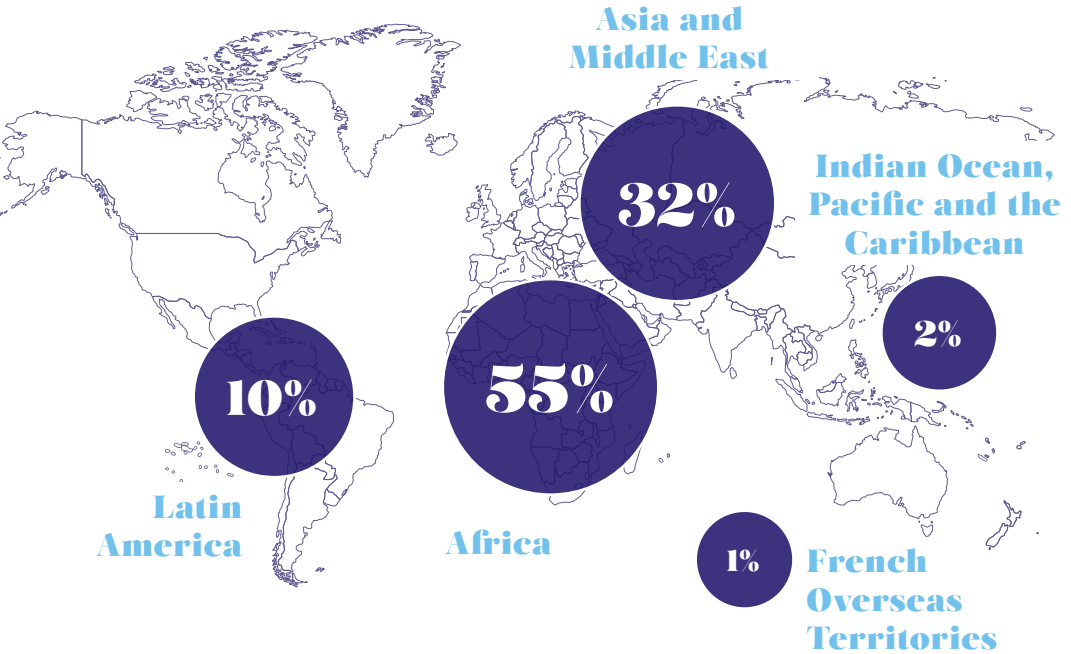 Asia and
Middle East
32%
Indian Ocean,
Pacific and the
Caribbean
2%
10%
Latin
America
55%
Africa
1%
French
Overseas
Territories